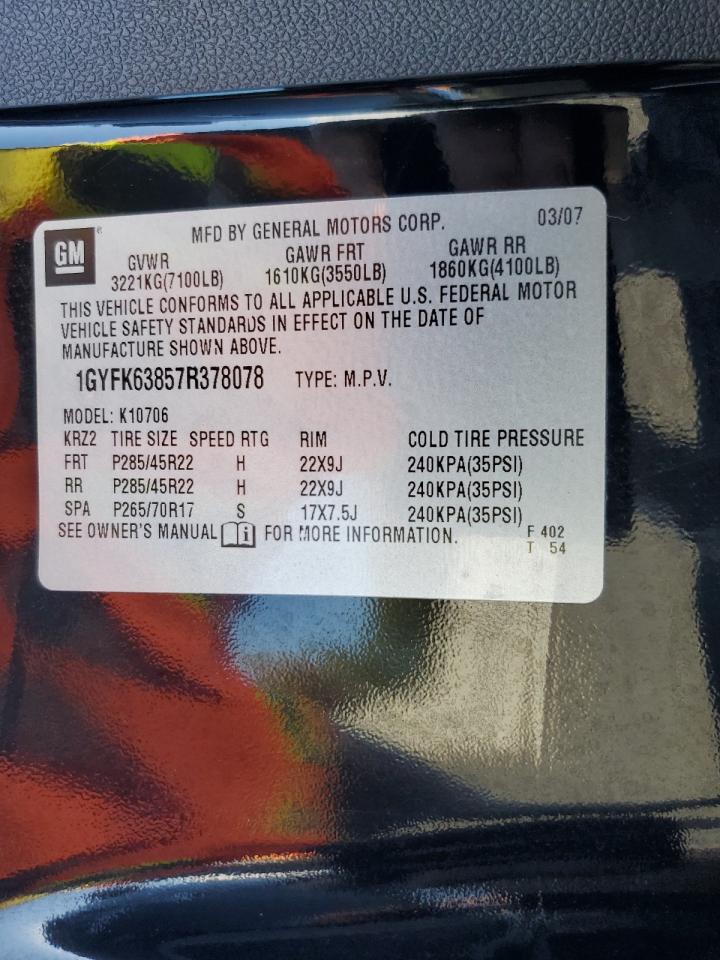 GM ®
MFD BY GENERAL MOTORS CORP. 03/07
GVWR GAWR FRT GAWR RR
3221KG(7100LB) 1610KG(3550LB) 1860KG(4100LB)
THIS VEHICLE CONFORMS TO ALL APPLICABLE U.S. FEDERAL MOTOR
VEHICLE SAFETY STANDARDS IN EFFECT ON THE DATE OF
MANUFACTURE SHOWN ABOVE.
1GYFK63857R378078 TYPE: M.P.V.
MODEL: K10706
KRZ2 TIRE SIZE SPEED RTG RIM COLD TIRE PRESSURE
FRT P285/45R22 H 22X9J 240KPA(35PSI)
RR P285/45R22 H 22X9J 240KPA(35PSI)
SPA P265/70R17 S 17X7.5J 240KPA(35PSI)
SEE OWNER'S MANUAL i FOR MORE INFORMATION. F 402
T 54